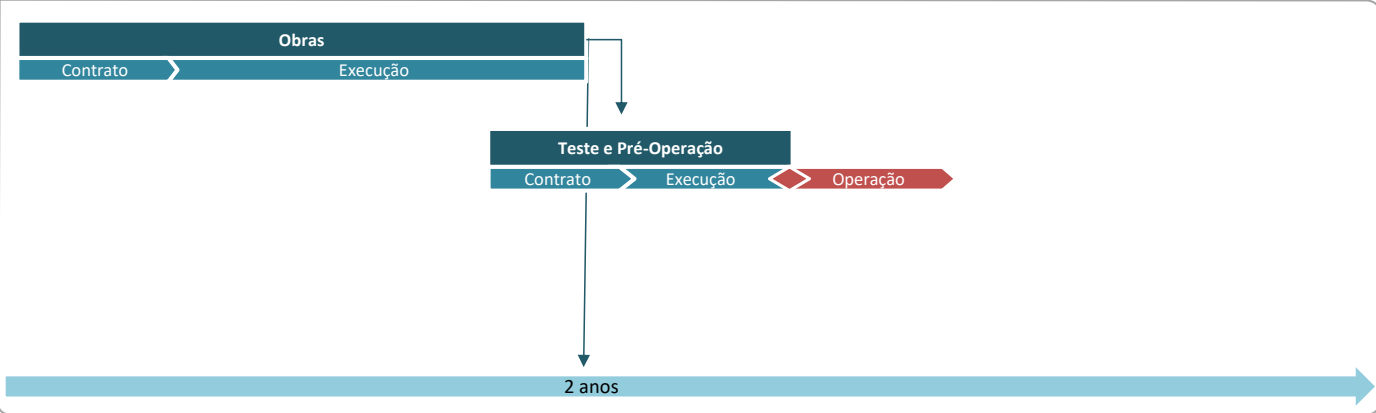 Obras
Contrato Execução
Teste e Pré-Operação
Contrato Execução Operação
2 anos